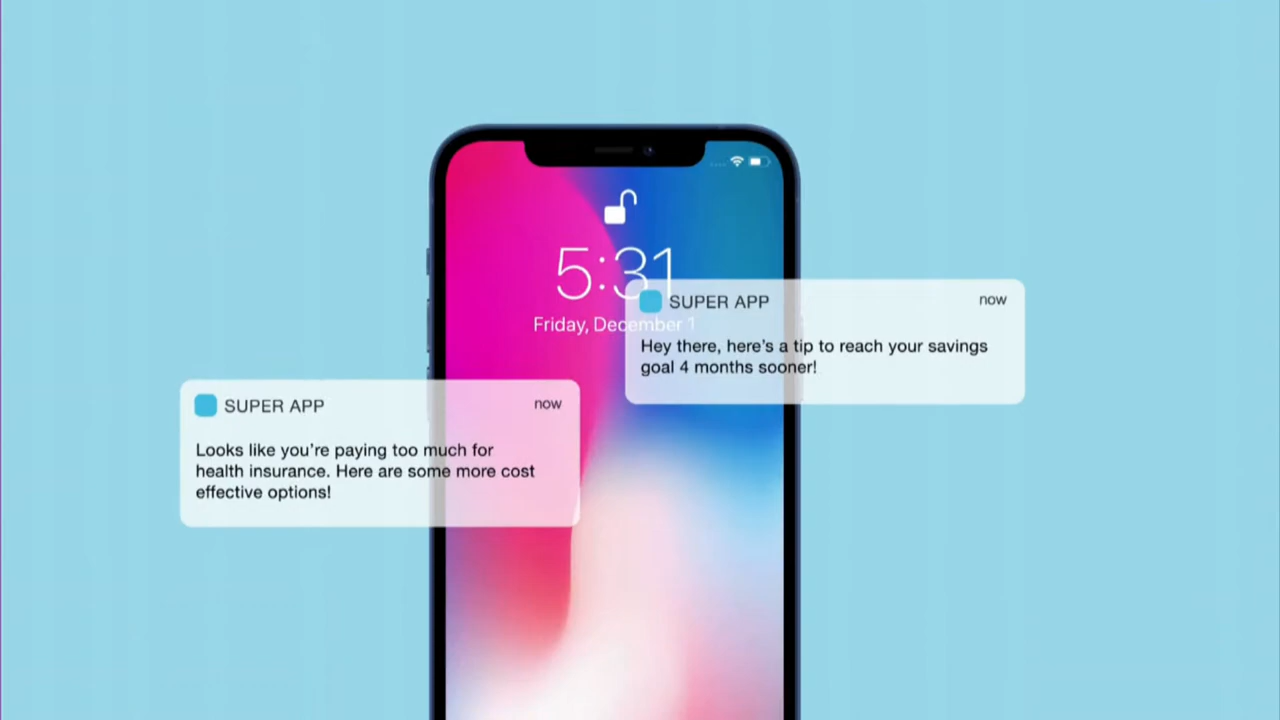 5:31
Friday, December 1
SUPER APP now
Hey there, here's a tip to reach your savings
goal 4 months sooner!
SUPER APP now
Looks like you're paying too much for
health insurance. Here are some more cost
effective options!